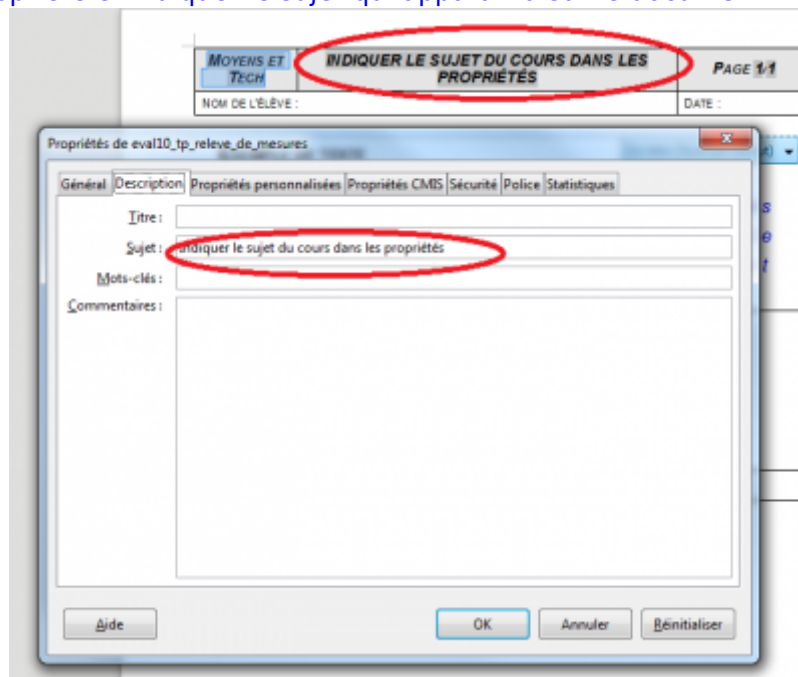 MOYENS ET
TECH
INDIQUER LE SUJET DU COURS DANS LES
PROPRIÉTÉS
PAGE 1/1
NOM DE L'ÉLÈVE :
DATE :
Propriétés de eval10_tp_releve_de_mesures
Général Description Propriétés personnalisées Propriétés CMIS Sécurité Police Statistiques
Titre :
Sujet : Indiquer le sujet du cours dans les propriétés
Mots-clés :
Commentaires :
Aide OK Annuler Réinitialiser